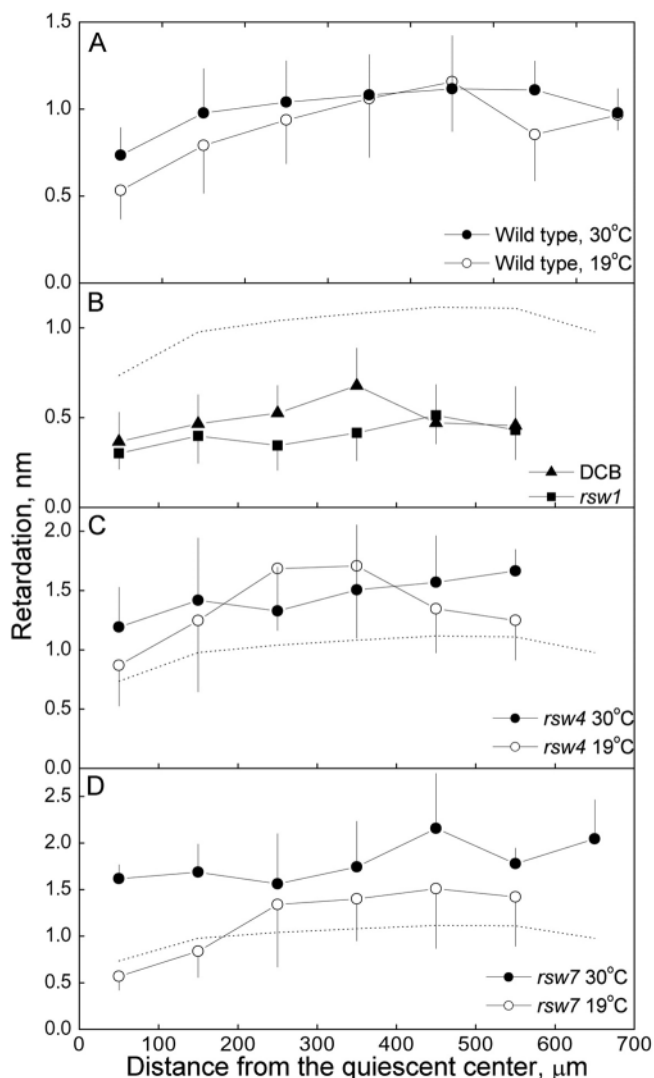 A
1.5
1.0
0.5
0.0
Wild type, 30°C
Wild type, 19°C
B
1.0
0.5
0.0
DCB
rsw1
C
2.0
1.5
1.0
0.5
0.0
rsw4 30°C
rsw4 19°C
D
2.5
2.0
1.5
1.0
0.5
0.0
rsw7 30°C
rsw7 19°C
Retardation, nm
0 100 200 300 400 500 600 700
Distance from the quiescent center, μm